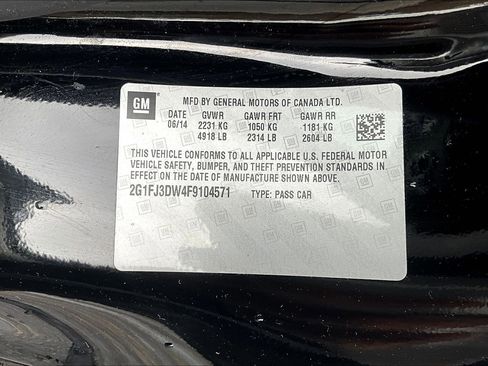 GM
MFD BY GENERAL MOTORS OF CANADA LTD.
DATE GVWR GAWR FRT GAWR RR
06/14 2231 KG 1050 KG 1181 KG
4918 LB 2314 LB 2604 LB
THIS VEHICLE CONFORMS TO ALL APPLICABLE U.S. FEDERAL MOTOR
VEHICLE SAFETY, BUMPER, AND THEFT PREVENTION STANDARDS IN
EFFECT ON THE DATE OF MANUFACTURE SHOWN ABOVE.
2G1FJ3DW4F9104571 TYPE: PASS CAR